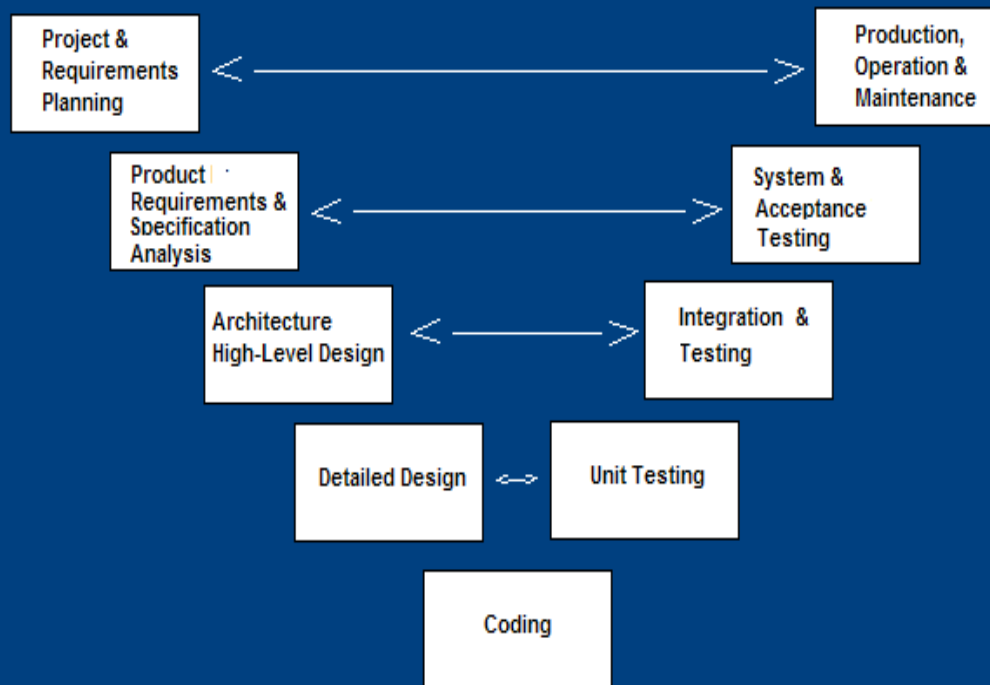 Project &
Requirements
Planning
Production,
Operation &
Maintenance
Product
Requirements &
Specification
Analysis
System &
Acceptance
Testing
Architecture
High-Level Design
Integration &
Testing
Detailed Design
Unit Testing
Coding